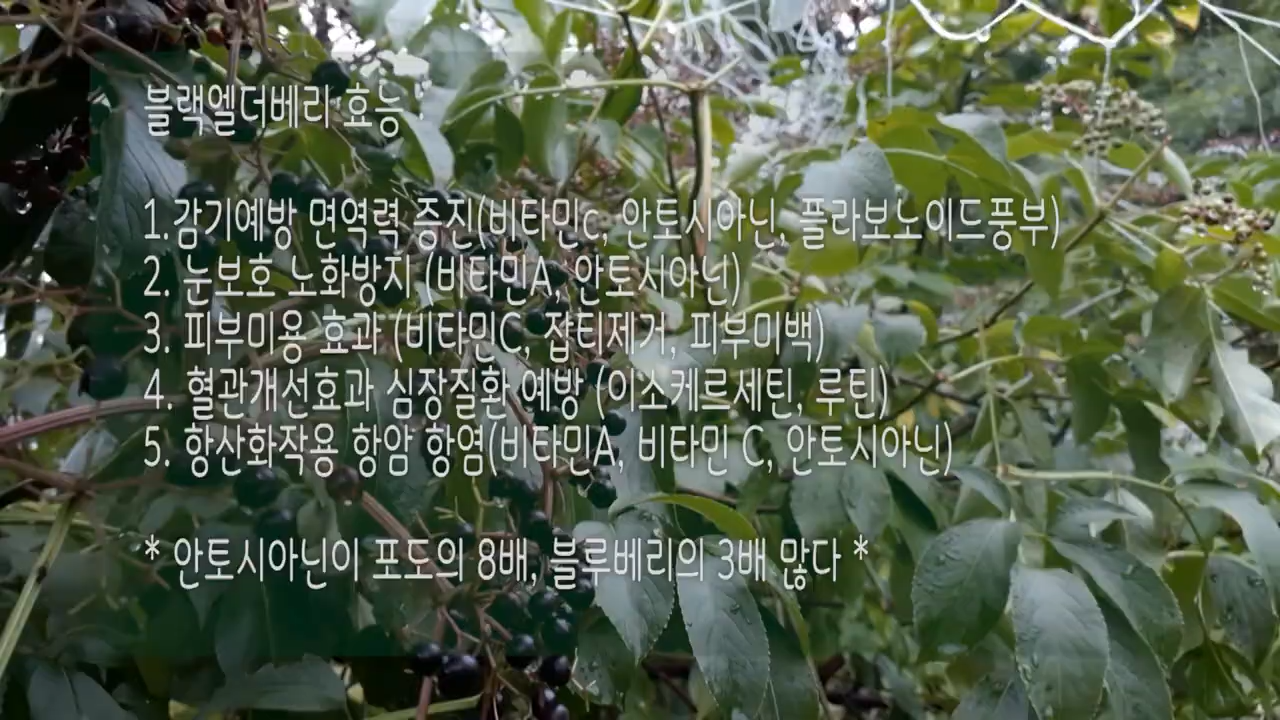 블랙엘더베리 효능 :
1.감기예방 면역력 증진(비타민c, 안토시아닌, 플라보노이드풍부)
2. 눈보호 노화방지 (비타민A, 안토시아닌)
3. 피부미용 효과 (비타민C, 잡티제거, 피부미백)
4. 혈관개선효과 심장질환 예방 (이소케르세틴, 루틴)
5. 항산화작용 항암 항염(비타민A, 비타민 C, 안토시아닌)
* 안토시아닌이 포도의 8배, 블루베리의 3배 많다 *